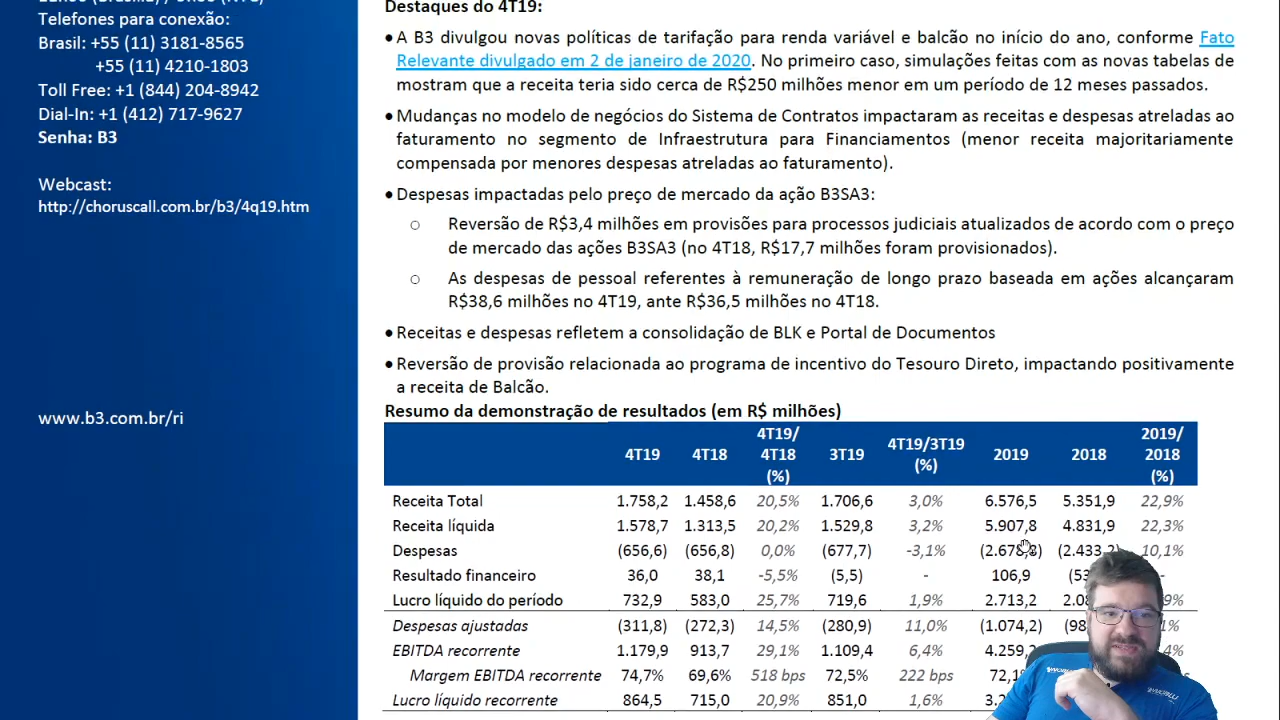 Telefones para conexão:
Brasil: +55 (11) 3181-8565
+55 (11) 4210-1803
Toll Free: +1 (844) 204-8942
Dial-In: +1 (412) 717-9627
Senha: B3
Webcast:
http://choruscall.com.br/b3/4q19.htm
www.b3.com.br/ri
Destaques do 4T19:
• A B3 divulgou novas políticas de tarifação para renda variável e balcão no início do ano, conforme Fato
Relevante divulgado em 2 de janeiro de 2020. No primeiro caso, simulações feitas com as novas tabelas de
mostram que a receita teria sido cerca de R$250 milhões menor em um período de 12 meses passados.
• Mudanças no modelo de negócios do Sistema de Contratos impactaram as receitas e despesas atreladas ao
faturamento no segmento de Infraestrutura para Financiamentos (menor receita majoritariamente
compensada por menores despesas atreladas ao faturamento).
• Despesas impactadas pelo preço de mercado da ação B3SA3:
o Reversão de R$3,4 milhões em provisões para processos judiciais atualizados de acordo com o preço
de mercado das ações B3SA3 (no 4T18, R$17,7 milhões foram provisionados).
o As despesas de pessoal referentes à remuneração de longo prazo baseada em ações alcançaram
R$38,6 milhões no 4T19, ante R$36,5 milhões no 4T18.
• Receitas e despesas refletem a consolidação de BLK e Portal de Documentos
• Reversão de provisão relacionada ao programa de incentivo do Tesouro Direto, impactando positivamente
a receita de Balcão.
Resumo da demonstração de resultados (em R$ milhões)
4T19 4T18 4T19/ 4T18 (%) 3T19 4T19/3T19 (%) 2019 2018 2019/ 2018 (%)
Receita Total 1.758,2 1.458,6 20,5% 1.706,6 3,0% 6.576,5 5.351,9 22,9%
Receita líquida 1.578,7 1.313,5 20,2% 1.529,8 3,2% 5.907,8 4.831,9 22,3%
Despesas (656,6) (656,8) 0,0% (677,7) -3,1% (2.678,8) (2.433,2) 10,1%
Resultado financeiro 36,0 38,1 -5,5% (5,5) - 106,9 (53 -
Lucro líquido do período 732,9 583,0 25,7% 719,6 1,9% 2.713,2 2.08 9%
Despesas ajustadas (311,8) (272,3) 14,5% (280,9) 11,0% (1.074,2) (98 1%
EBITDA recorrente 1.179,9 913,7 29,1% 1.109,4 6,4% 4.259,2 4%
Margem EBITDA recorrente 74,7% 69,6% 518 bps 72,5% 222 bps 72,1%
Lucro líquido recorrente 864,5 715,0 20,9% 851,0 1,6%